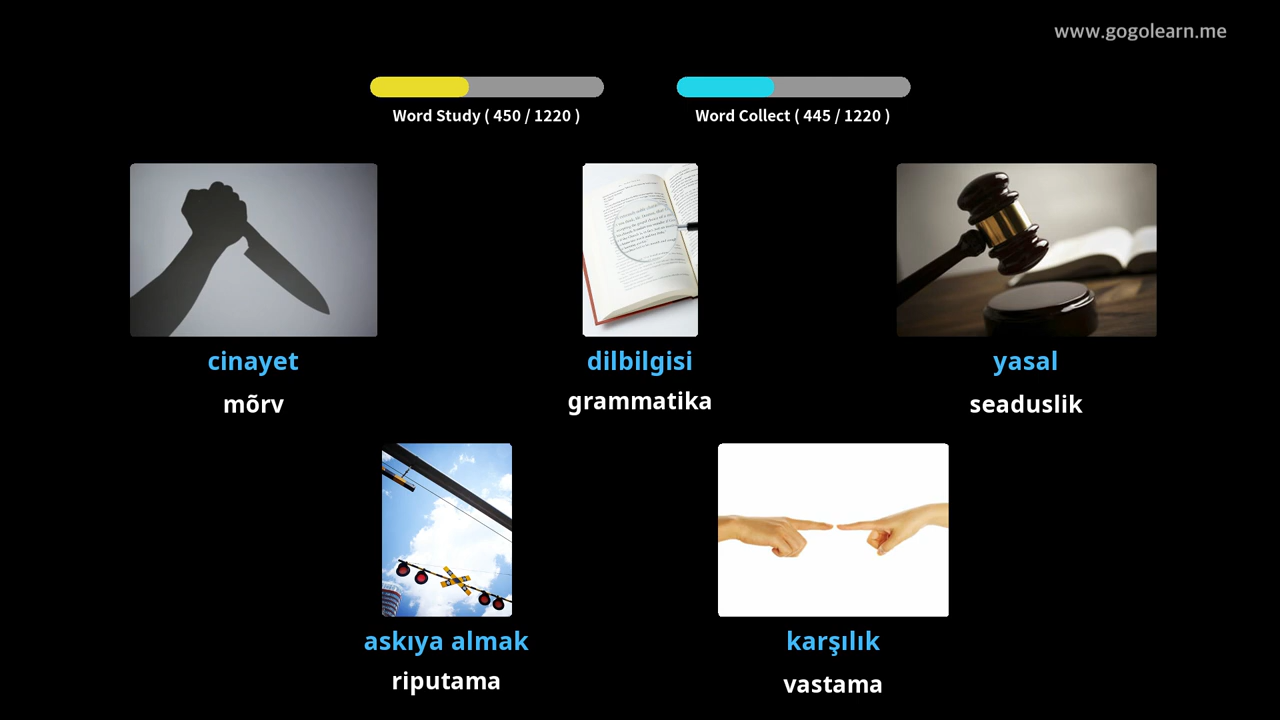 www.gogolearn.me
Word Study ( 450 / 1220 )
Word Collect ( 445 / 1220 )
cinayet
mõrv
dilbilgisi
grammatika
yasal
seaduslik
askıya almak
riputama
karşılık
vastama